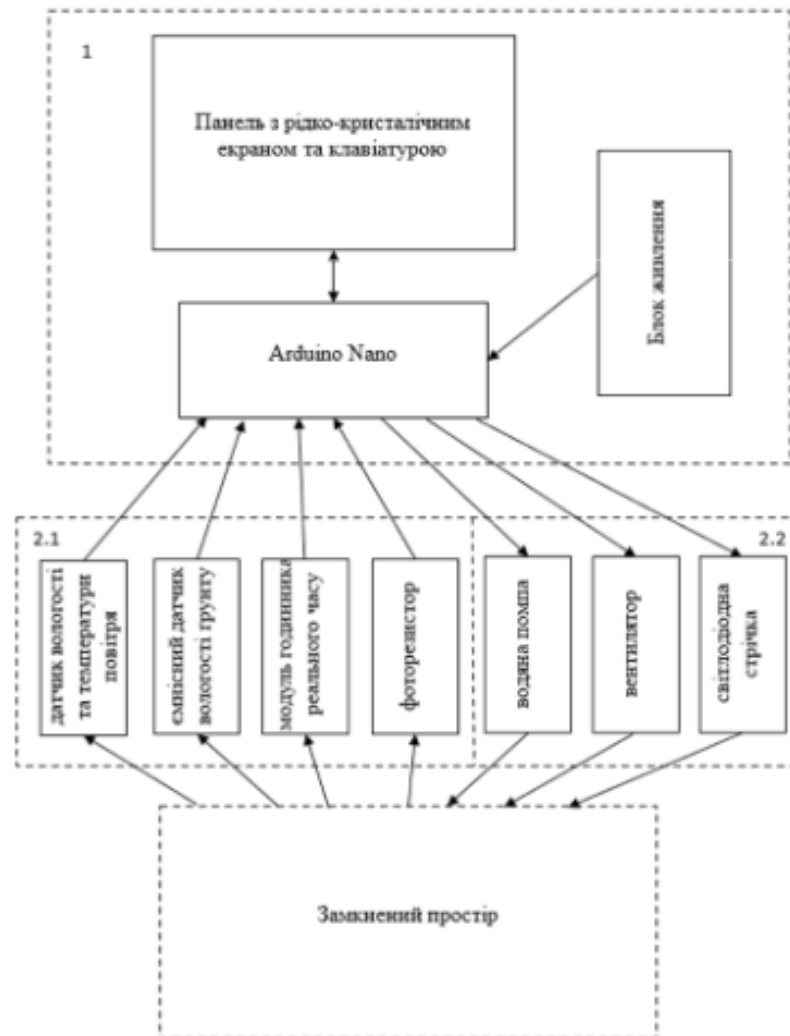 1
Панель з рідко-кристалічним
екраном та клавіатурою
Блок живлення
Arduino Nano
2.1
2.2
датчик вологості
та температури
повітря
ємнісний датчик
вологості ґрунту
модуль годинника
реального часу
фоторезистор
водяна помпа
вентилятор
світлодіодна
стрічка
Замкнений простір